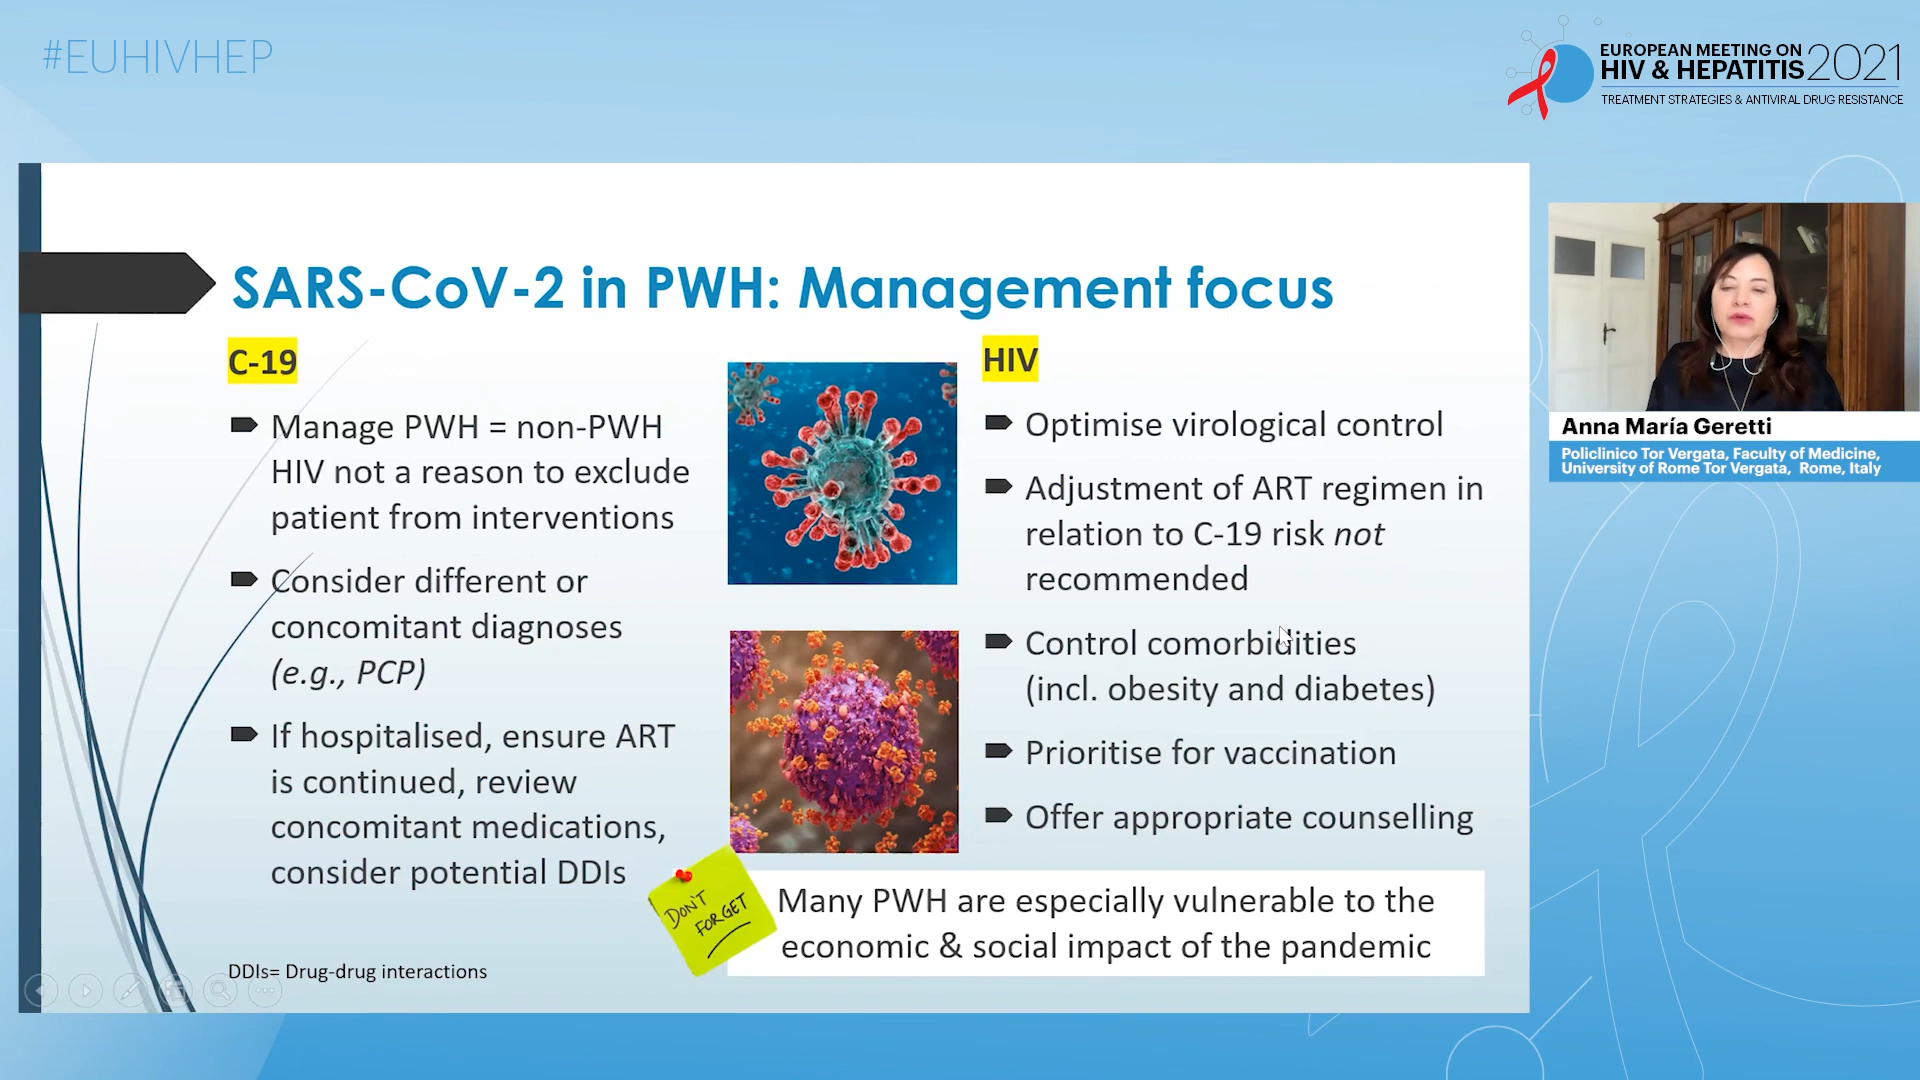 #EUHIVHEP
EUROPEAN MEETING ON
HIV & HEPATITIS 2021
TREATMENT STRATEGIES & ANTIVIRAL DRUG RESISTANCE
SARS-CoV-2 in PWH: Management focus
C-19
Manage PWH = non-PWH
HIV not a reason to exclude
patient from interventions
Consider different or
concomitant diagnoses
(e.g., PCP)
If hospitalised, ensure ART
is continued, review
concomitant medications,
consider potential DDIs
HIV
Optimise virological control
Adjustment of ART regimen in
relation to C-19 risk not
recommended
Control comorbidities
(incl. obesity and diabetes)
Prioritise for vaccination
Offer appropriate counselling
DON'T
FORGET
Many PWH are especially vulnerable to the
economic & social impact of the pandemic
DDIs= Drug-drug interactions
Anna María Geretti
Policlinico Tor Vergata, Faculty of Medicine,
University of Rome Tor Vergata, Rome, Italy